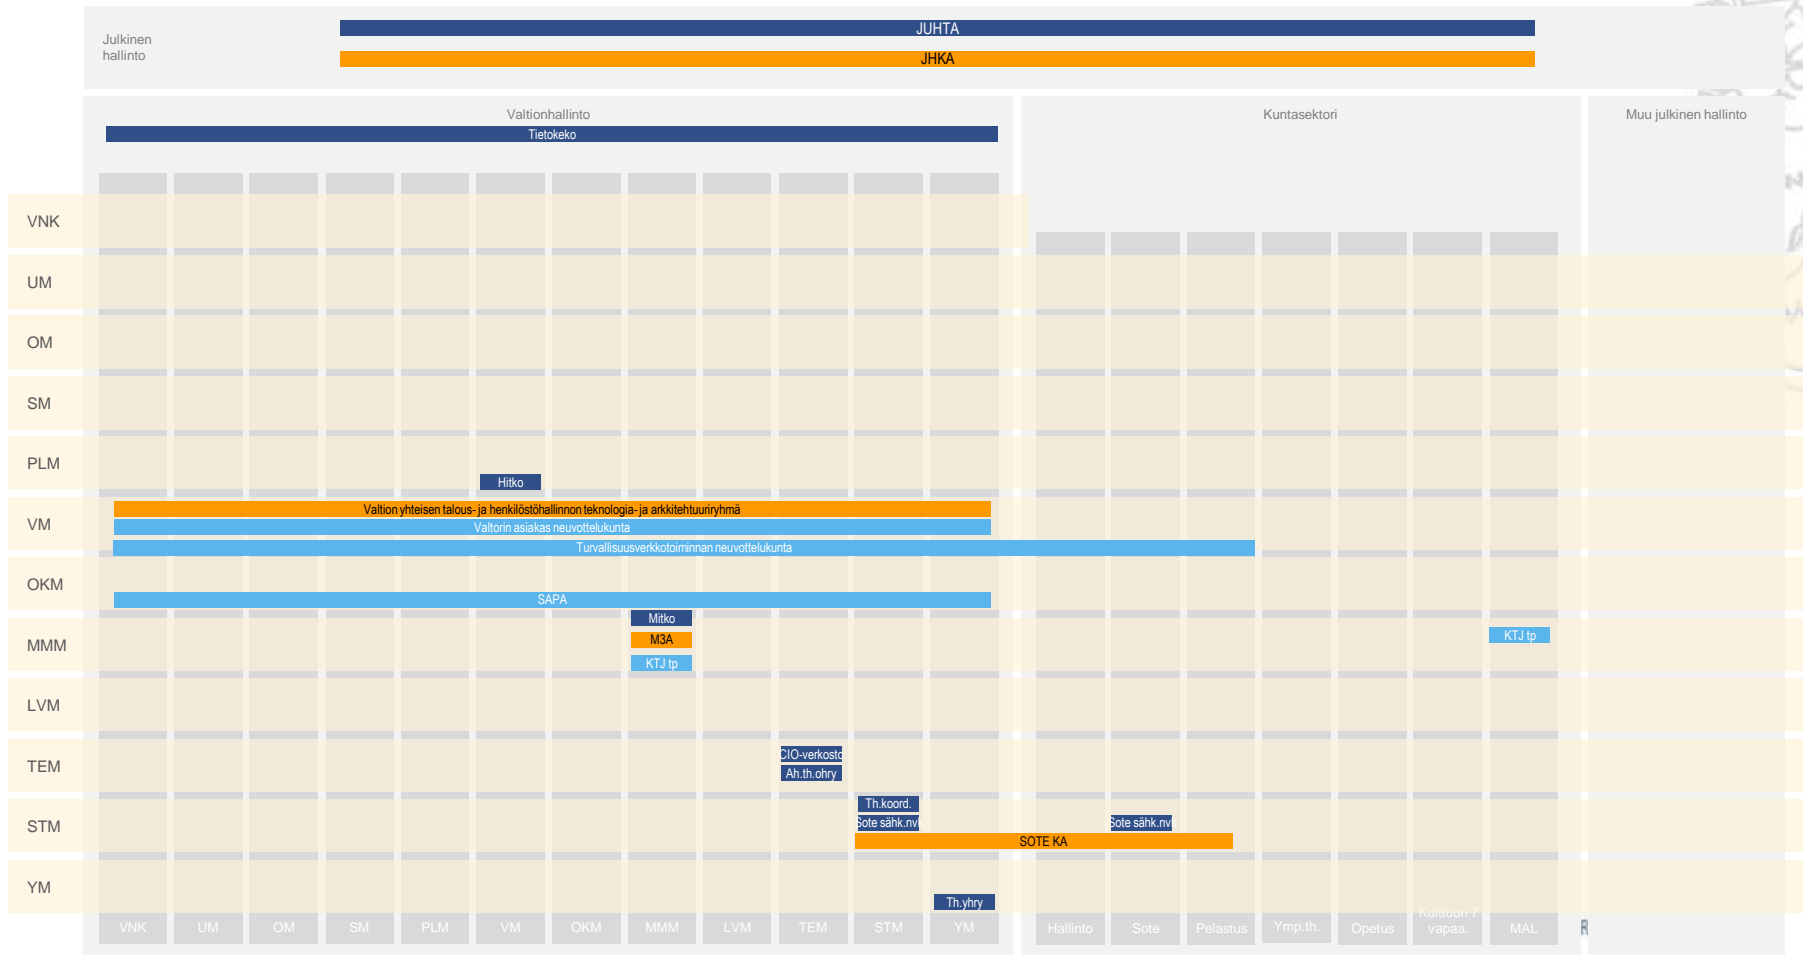 JUHTA
Julkinen
hallinto
JHKA
Valtionhallinto
Kuntasektori
Muu julkinen hallinto
Tietokeko
VNK
UM
OM
SM
PLM
Hitko
Valtion yhteisen talous- ja henkilöstöhallinnon teknologia- ja arkkitehtuuriryhmä
VM
Valtorin asiakas neuvottelukunta
Turvallisuusverkkotoiminnan neuvottelukunta
OKM
SAPA
Mitko
MMM
M3A
KTJ tp
KTJ tp
LVM
TEM
CIO-verkosto
Ah.th.ohry
STM
Th.koord.
Sote sähk.nvk
Sote sähk.nvk
SOTE KA
YM
Th.yhry
VNK
UM
OM
SM
PLM
VM
OKM
MMM
LVM
TEM
STM
YM
Hallinto
Sote
Pelastus
Ymp.th.
Opetus
Kulttuuri 7
vapaa.
MAL